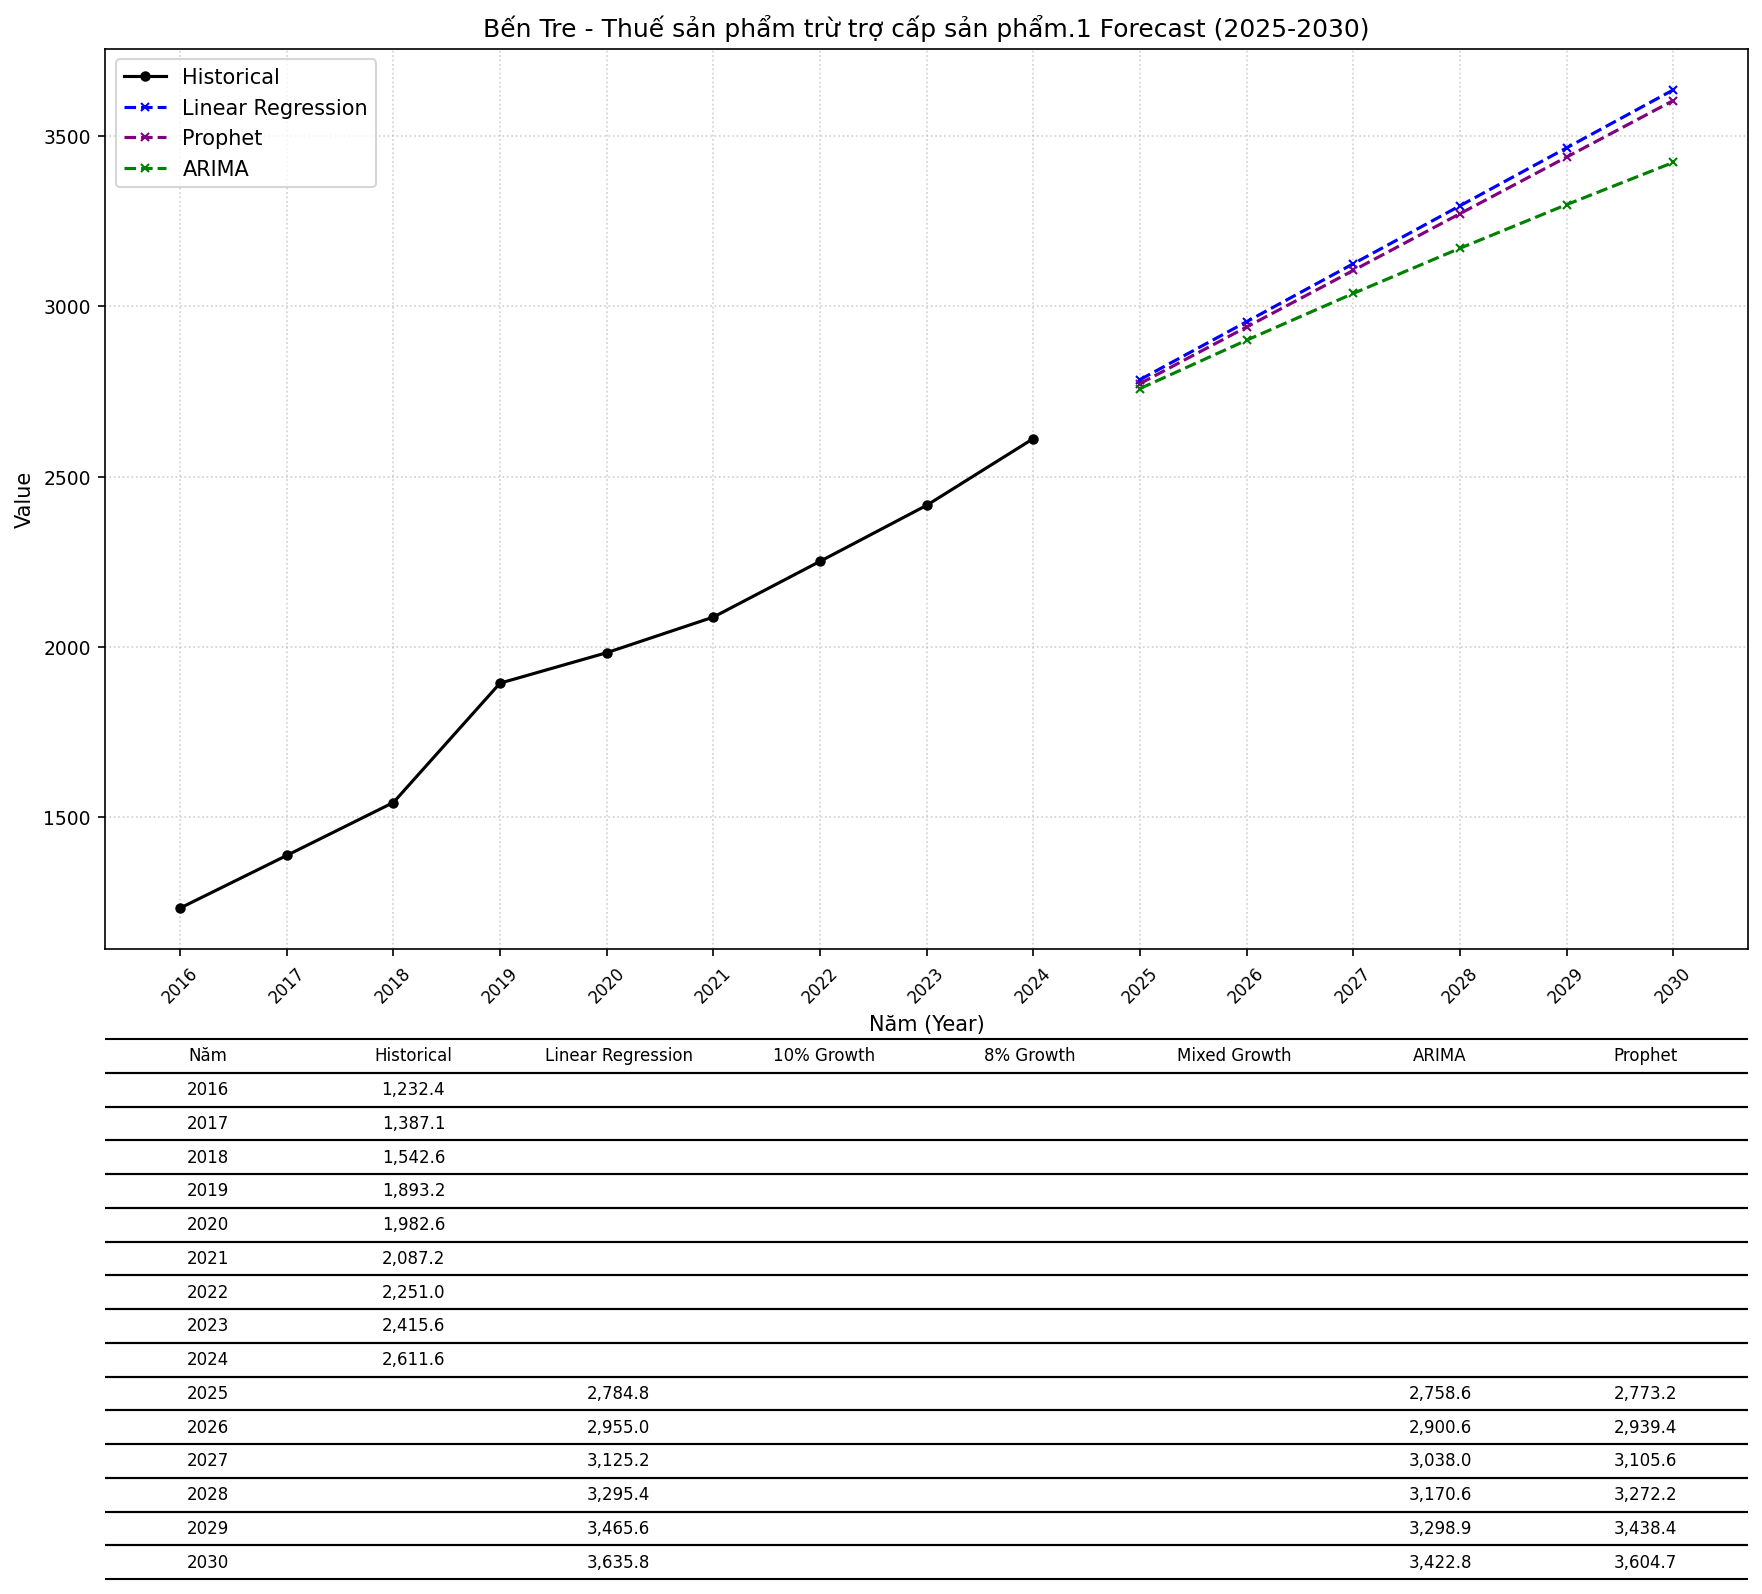 Bến Tre - Thuế sản phẩm trừ trợ cấp sản phẩm.1 Forecast (2025-2030)
Historical
Linear Regression
Prophet
ARIMA
Value
3500
3000
2500
2000
1500
2016 2017 2018 2019 2020 2021 2022 2023 2024 2025 2026 2027 2028 2029 2030
Năm (Year)
Năm Historical Linear Regression 10% Growth 8% Growth Mixed Growth ARIMA Prophet
2016 1,232.4
2017 1,387.1
2018 1,542.6
2019 1,893.2
2020 1,982.6
2021 2,087.2
2022 2,251.0
2023 2,415.6
2024 2,611.6
2025 2,784.8 2,758.6 2,773.2
2026 2,955.0 2,900.6 2,939.4
2027 3,125.2 3,038.0 3,105.6
2028 3,295.4 3,170.6 3,272.2
2029 3,465.6 3,298.9 3,438.4
2030 3,635.8 3,422.8 3,604.7